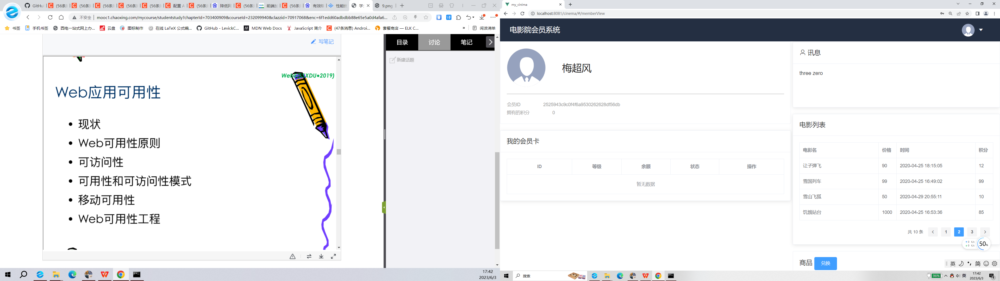 GitHul
(56条
(56条
(56条
(56条
(56条
配置 A
(56条
降低网
(56条
前端加
(56条
有效维
性能优
学
9.png
不安全
mooc1.chaoxing.com/mycourse/studentstudy?chapterId=703400909&courseId=232099940&clazzid=70917068&enc=6f1edd60adbdbb88e65e5a0d4afa6...
书签
手机书签
西电一站式网上办...
云盘
图标制作
在线 LaTeX 公式编...
GitHub - LevickC...
MDN Web Docs
JavaScript 简介
(47条消息) Androi...
套餐商店 — ELK C...
»
阅读清单
写笔记
目录
讨论
笔记
新建话题
XDU•2019)
Web应用可用性
• 现状
• Web可用性原则
• 可访问性
• 可用性和可访问性模式
• 移动可用性
• Web可用性工程
17:42
2023/6/3
my_cinima
localhost:8081/cinema/#/memberView
电影院会员系统
梅超风
会员ID 2525943c9c0f4f6a9530262628df56db
拥有的积分 0
我的会员卡
ID 等级 余额 状态 操作
暂无数据
讯息
three zero
电影列表
电影名 价格 时间 积分
让子弹飞 90 2020-04-25 18:15:05 12
雪国列车 99 2020-04-25 16:49:02 99
雪山飞狐 50 2020-04-29 20:55:11 10
饥饿站台 1000 2020-04-25 16:53:36 85
共 10 条 1 2 3
0 K/s
0 K/s
50%
商品 兑换
英 简
搜索
96%
英
17:42
2023/6/3